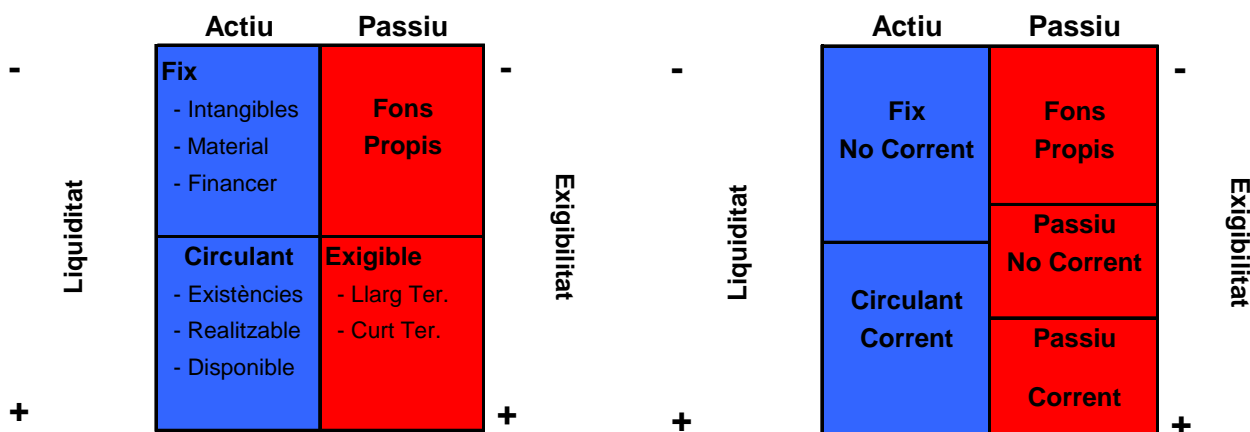 Actiu
Passiu
-
-
Fix
- Intangibles
- Material
- Financer
Fons
Propis
Liquiditat
Exigibilitat
Circulant
- Existències
- Realitzable
- Disponible
Exigible
- Llarg Ter.
- Curt Ter.
+
+
Actiu
Passiu
-
-
Fix
No Corrent
Fons
Propis
Liquiditat
Exigibilitat
Passiu
No Corrent
Circulant
Corrent
Passiu
Corrent
+
+